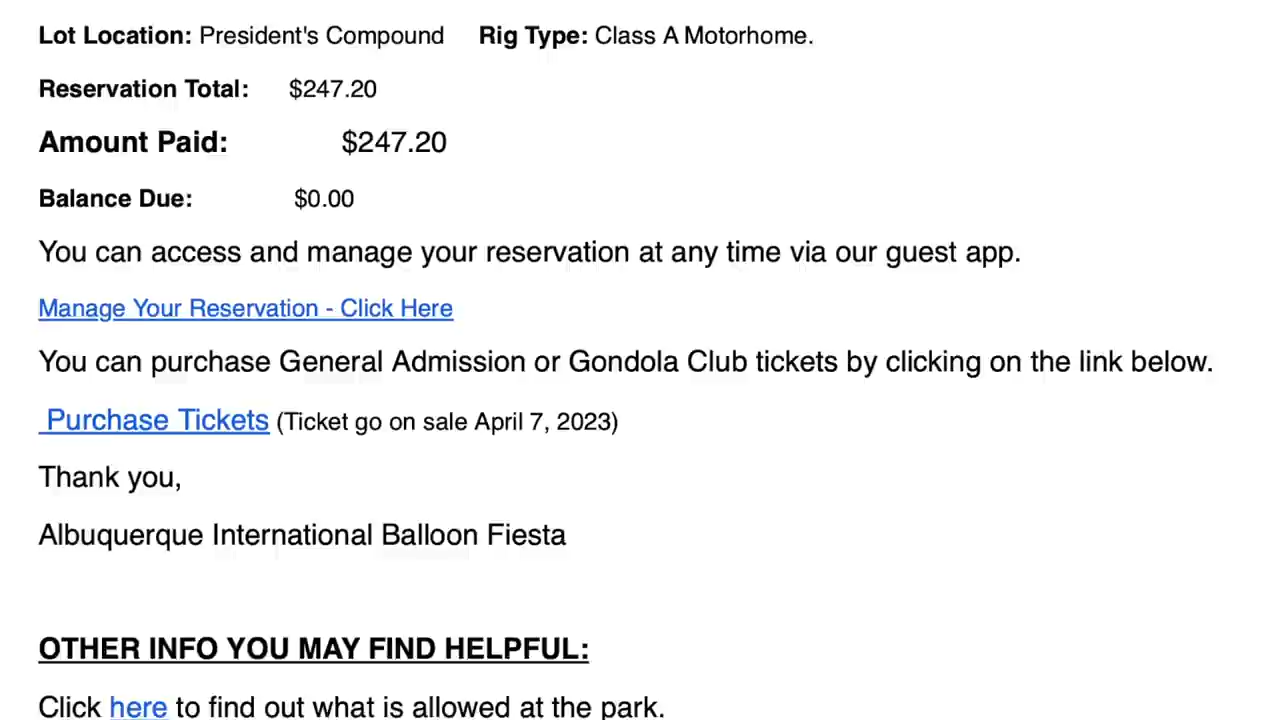 Lot Location: President's Compound Rig Type: Class A Motorhome.
Reservation Total: $247.20
Amount Paid: $247.20
Balance Due: $0.00
You can access and manage your reservation at any time via our guest app.
Manage Your Reservation - Click Here
You can purchase General Admission or Gondola Club tickets by clicking on the link below.
Purchase Tickets (Ticket go on sale April 7, 2023)
Thank you,
Albuquerque International Balloon Fiesta
OTHER INFO YOU MAY FIND HELPFUL:
Click here to find out what is allowed at the park.